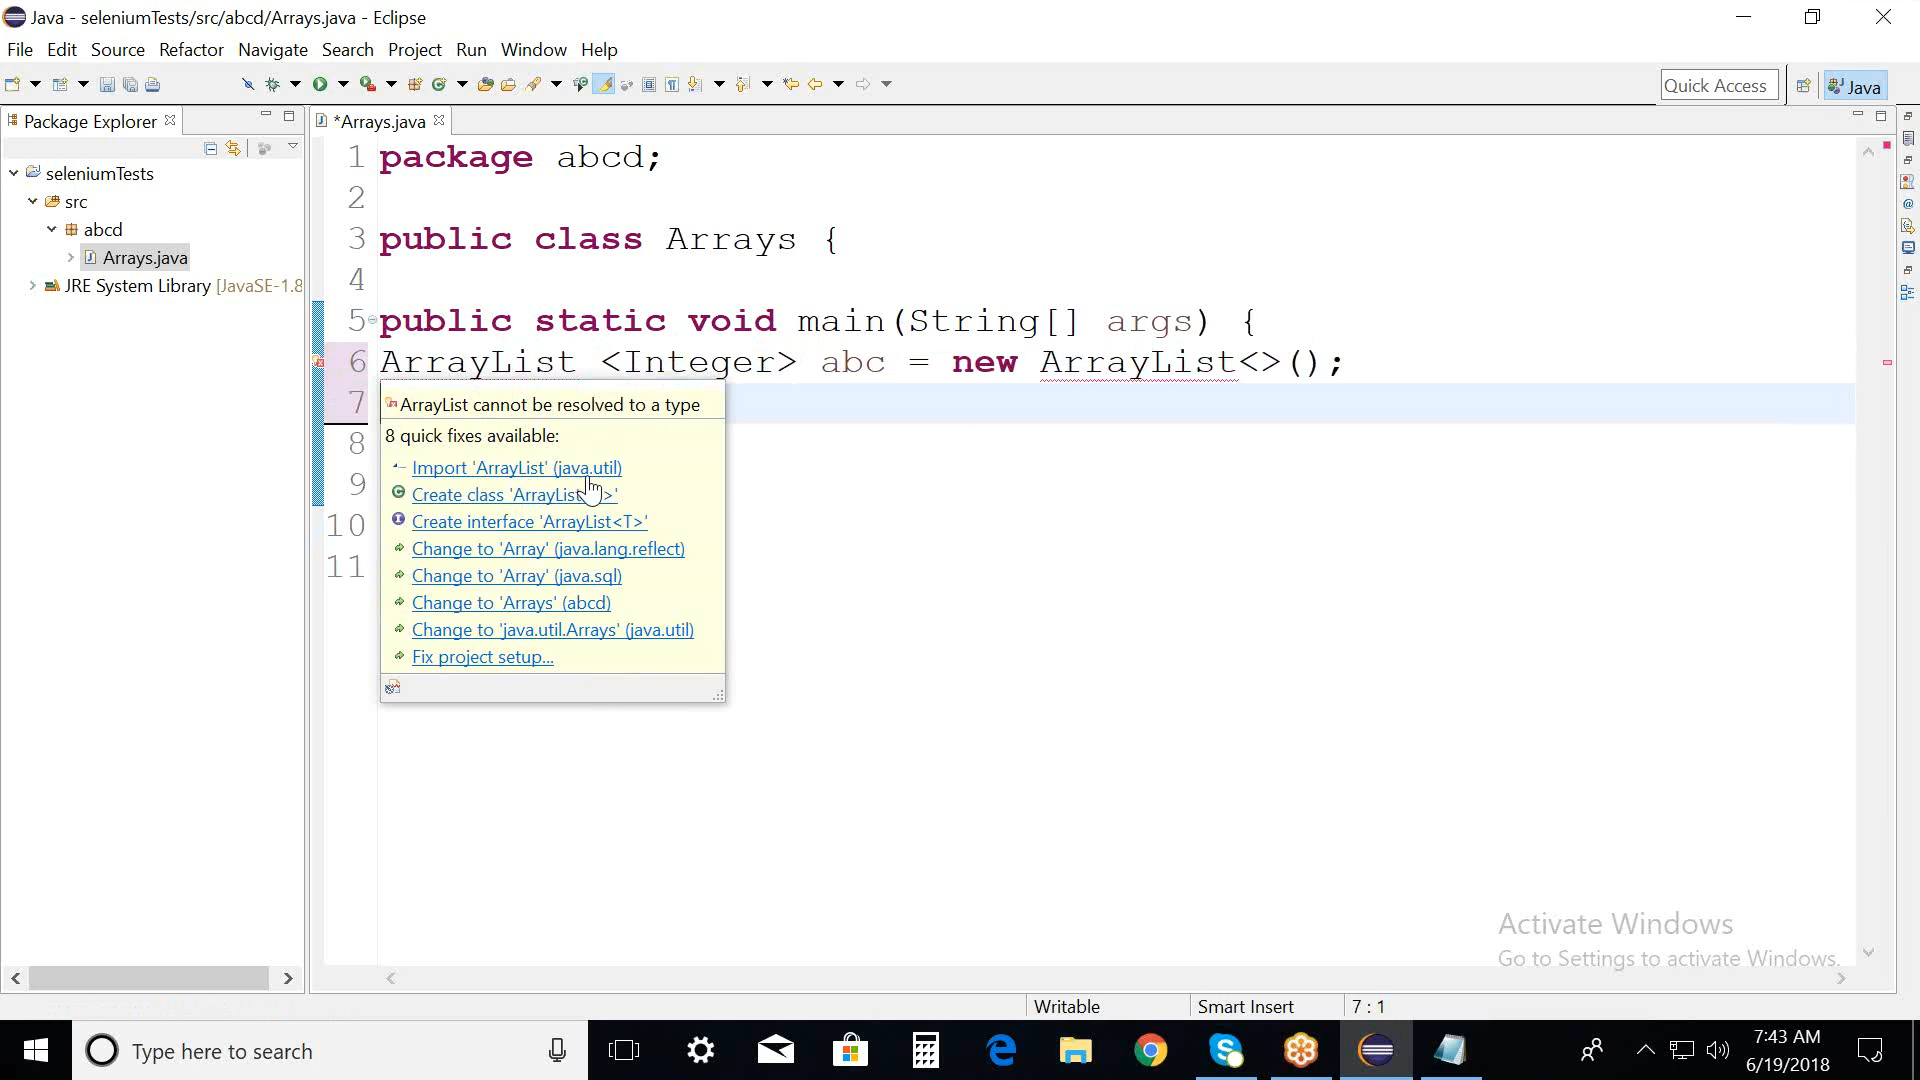 Java - seleniumTests/src/abcd/Arrays.java - Eclipse
File Edit Source Refactor Navigate Search Project Run Window Help
Quick Access
Java
Package Explorer
*Arrays.java
seleniumTests
src
abcd
Arrays.java
JRE System Library [JavaSE-1.8
1 package abcd;
2
3 public class Arrays {
4
5 public static void main(String[] args) {
6 ArrayList <Integer> abc = new ArrayList<>();
7
8
9
10
11
ArrayList cannot be resolved to a type
8 quick fixes available:
Import 'ArrayList' (java.util)
Create class 'ArrayList >'
Create interface 'ArrayList<T>'
Change to 'Array' (java.lang.reflect)
Change to 'Array' (java.sql)
Change to 'Arrays' (abcd)
Change to 'java.util.Arrays' (java.util)
Fix project setup...
Activate Windows
Go to Settings to activate Windows.
Writable
Smart Insert
7 : 1
Type here to search
7:43 AM
6/19/2018